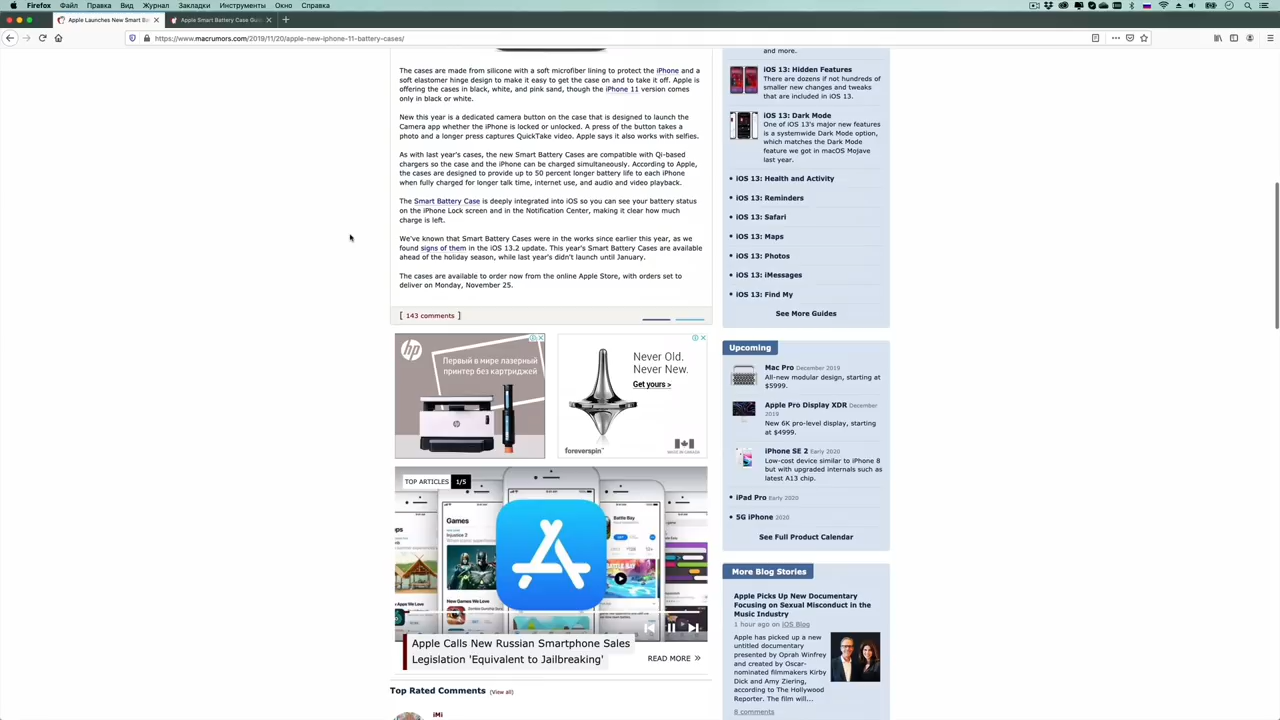 Firefox Файл Правка Вид Журнал Закладки Инструменты Окно Справка
Apple Launches New Smart Ba
Apple Smart Battery Case Guid
https://www.macrumors.com/2019/11/20/apple-new-iphone-11-battery-cases/
The cases are made from silicone with a soft microfiber lining to protect the iPhone and a
soft elastomer hinge design to make it easy to get the case on and to take it off. Apple is
offering the cases in black, white, and pink sand, though the iPhone 11 version comes
only in black or white.
New this year is a dedicated camera button on the case that is designed to launch the
Camera app whether the iPhone is locked or unlocked. A press of the button takes a
photo and a longer press captures QuickTake video. Apple says it also works with selfies.
As with last year's cases, the new Smart Battery Cases are compatible with Qi-based
chargers so the case and the iPhone can be charged simultaneously. According to Apple,
the cases are designed to provide up to 50 percent longer battery life to each iPhone
when fully charged for longer talk time, internet use, and audio and video playback.
The Smart Battery Case is deeply integrated into iOS so you can see your battery status
on the iPhone Lock screen and in the Notification Center, making it clear how much
charge is left.
We've known that Smart Battery Cases were in the works since earlier this year, as we
found signs of them in the iOS 13.2 update. This year's Smart Battery Cases are available
ahead of the holiday season, while last year's didn't launch until January.
The cases are available to order now from the online Apple Store, with orders set to
deliver on Monday, November 25.
[ 143 comments ]
hp
Первый в мире лазерный
принтер без картриджей
Never Old.
Never New.
Get yours >
foreverspin
MADE IN CANADA
TOP ARTICLES 1/5
Games
Injustice 2
Battle Bay
New Games We Love
Apple Calls New Russian Smartphone Sales
Legislation 'Equivalent to Jailbreaking'
READ MORE »
Top Rated Comments (View all)
iMi
and more.
iOS 13: Hidden Features
There are dozens if not hundreds of
smaller new changes and tweaks
that are included in iOS 13.
iOS 13: Dark Mode
One of iOS 13's major new features
is a systemwide Dark Mode option,
which matches the Dark Mode
feature we got in macOS Mojave
last year.
• iOS 13: Health and Activity
• iOS 13: Reminders
• iOS 13: Safari
• iOS 13: Maps
• iOS 13: Photos
• iOS 13: iMessages
• iOS 13: Find My
See More Guides
Upcoming
Mac Pro December 2019
All-new modular design, starting at
$5999.
Apple Pro Display XDR December
2019
New 6K pro-level display, starting
at $4999.
iPhone SE 2 Early 2020
Low-cost device similar to iPhone 8
but with upgraded internals such as
latest A13 chip.
• iPad Pro Early 2020
• 5G iPhone 2020
See Full Product Calendar
More Blog Stories
Apple Picks Up New Documentary
Focusing on Sexual Misconduct in the
Music Industry
1 hour ago on iOS Blog
Apple has picked up a new
untitled documentary
presented by Oprah Winfrey
and created by Oscar-
nominated filmmakers Kirby
Dick and Amy Ziering,
according to The Hollywood
Reporter. The film will...
8 comments